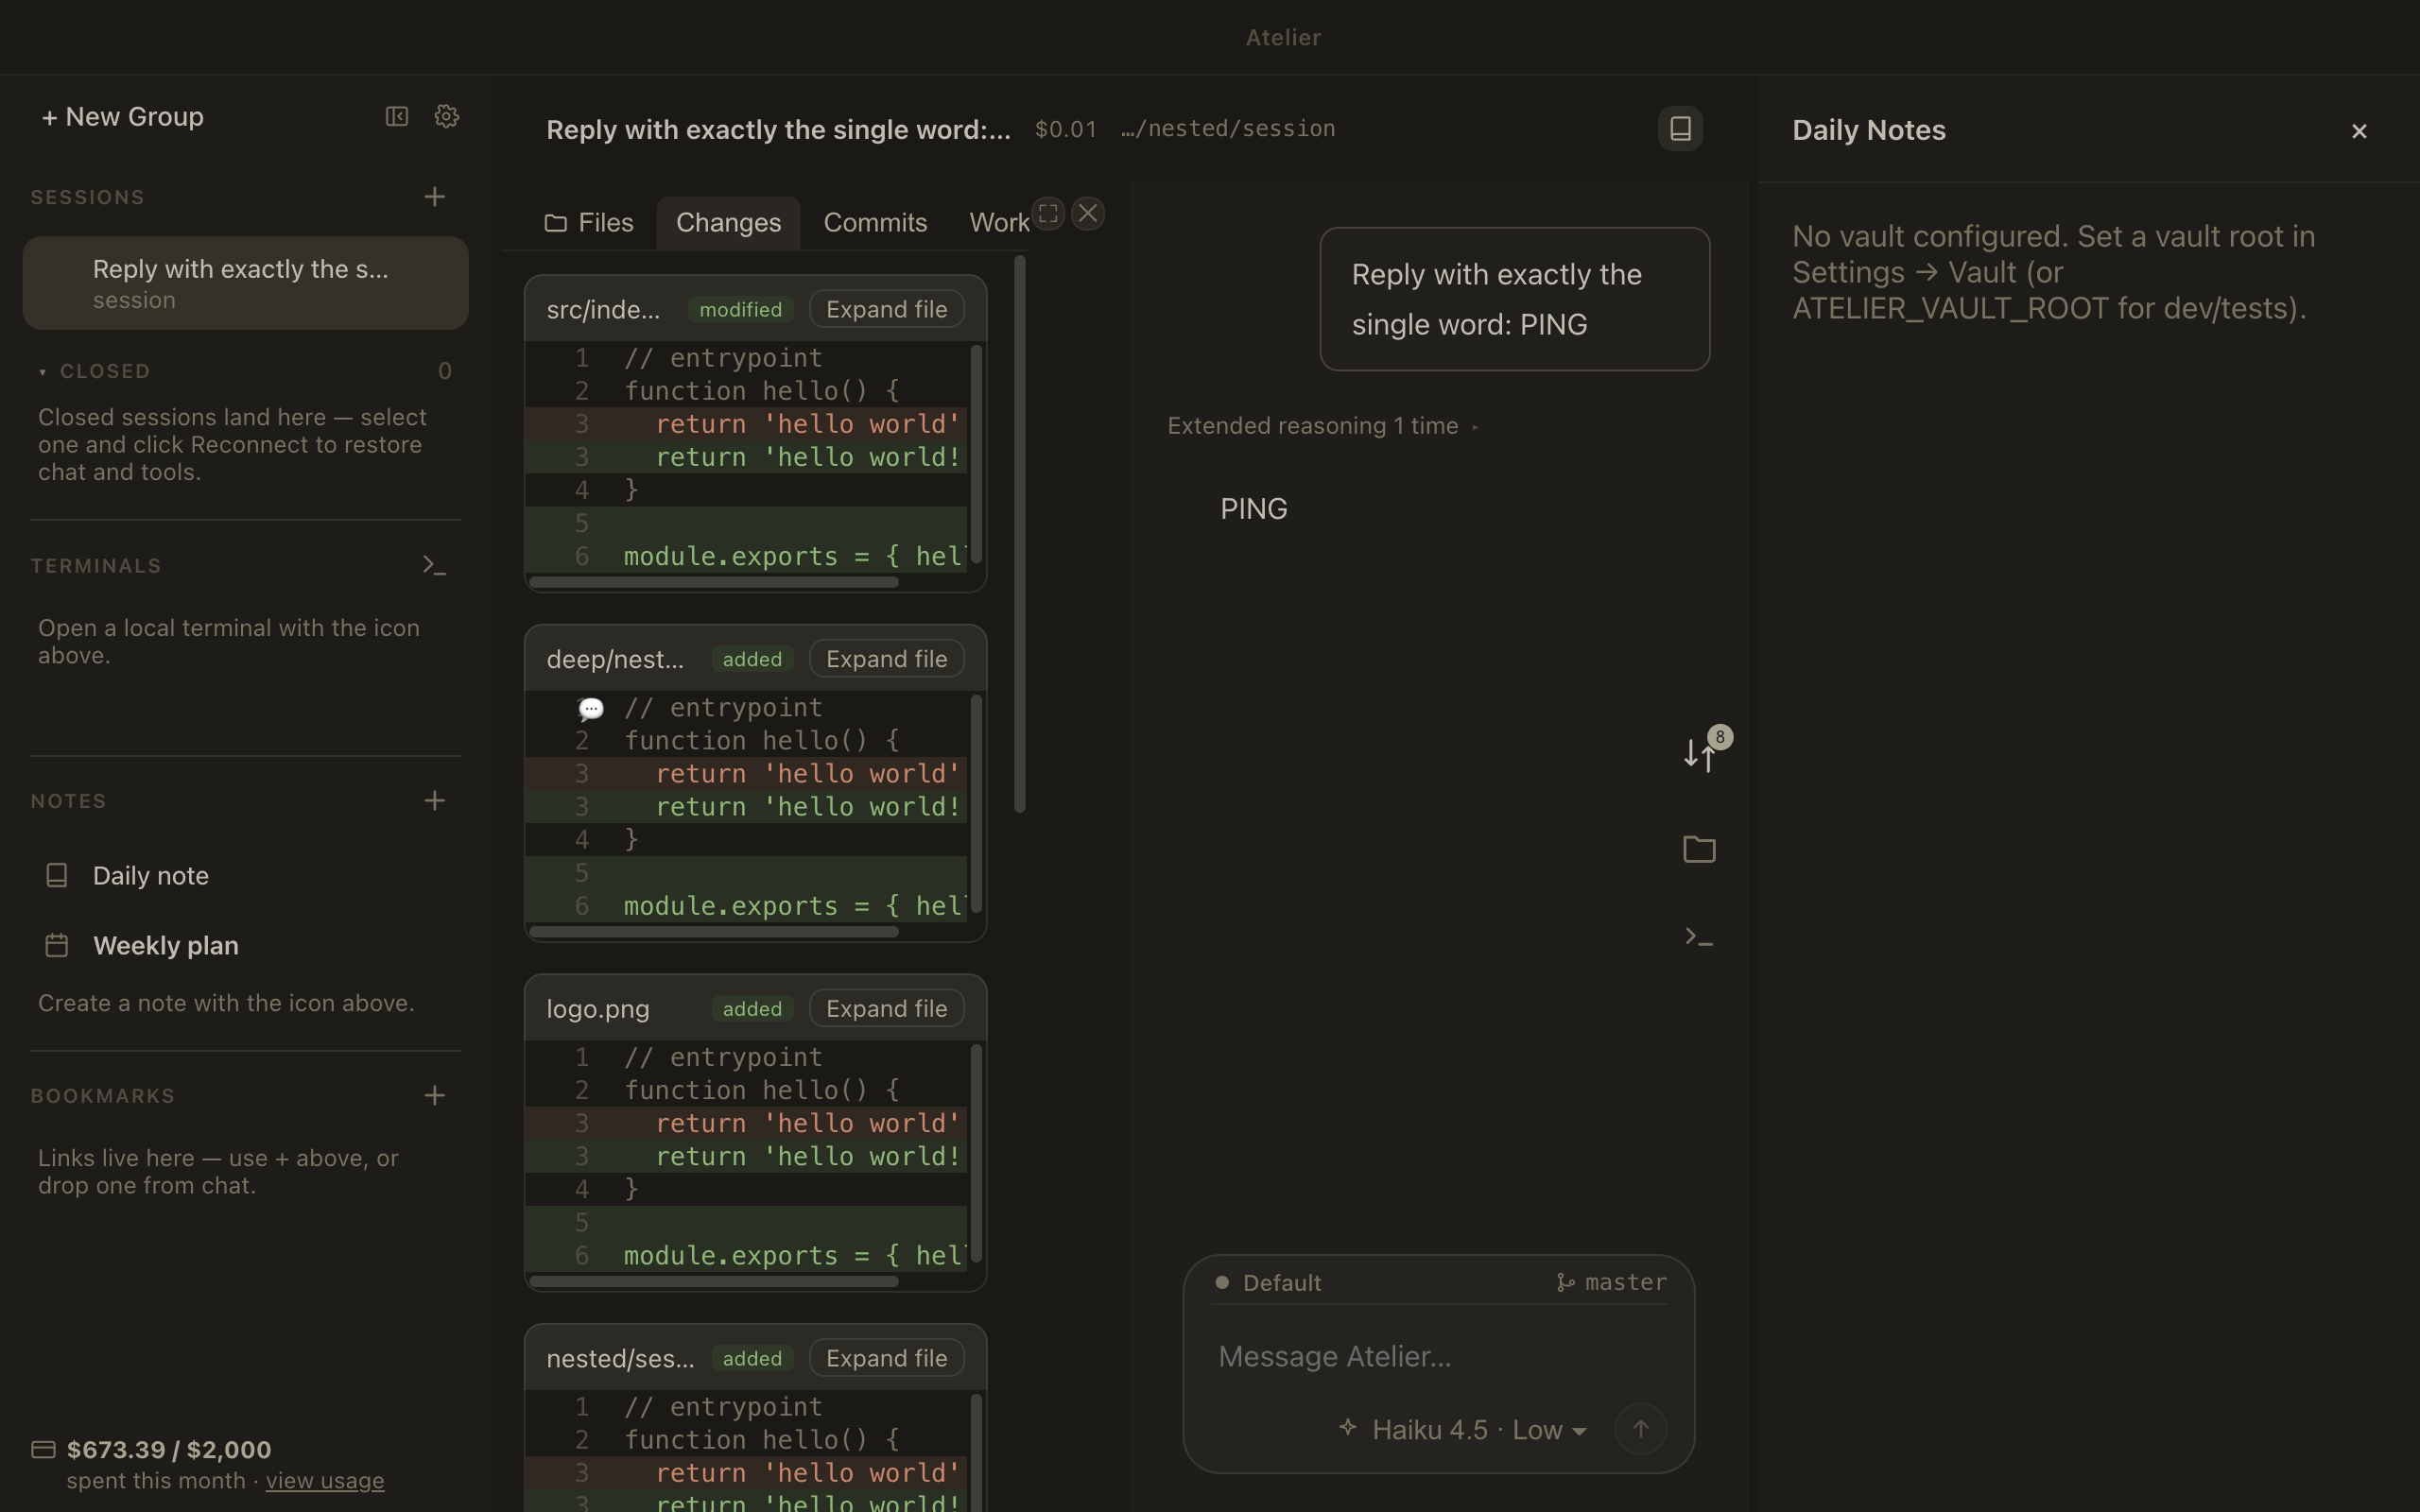 Atelier
+ New Group
SESSIONS
Reply with exactly the s...
session
CLOSED
0
Closed sessions land here — select
one and click Reconnect to restore
chat and tools.
TERMINALS
Open a local terminal with the icon
above.
NOTES
Daily note
Weekly plan
Create a note with the icon above.
BOOKMARKS
Links live here — use + above, or
drop one from chat.
$673.39 / $2,000
spent this month · view usage
Reply with exactly the single word:... $0.01 …/nested/session
Files Changes Commits Work
src/inde... modified Expand file
1 // entrypoint
2 function hello() {
3 return 'hello world'
3 return 'hello world!
4 }
5
6 module.exports = { hel
deep/nest... added Expand file
// entrypoint
2 function hello() {
3 return 'hello world'
3 return 'hello world!
4 }
5
6 module.exports = { hel
logo.png added Expand file
1 // entrypoint
2 function hello() {
3 return 'hello world'
3 return 'hello world!
4 }
5
6 module.exports = { hel
nested/ses... added Expand file
1 // entrypoint
2 function hello() {
3 return 'hello world'
3 return 'hello world!
Reply with exactly the
single word: PING
Extended reasoning 1 time
PING
8
Default
master
Message Atelier...
Haiku 4.5 · Low
Daily Notes
No vault configured. Set a vault root in
Settings → Vault (or
ATELIER_VAULT_ROOT for dev/tests).